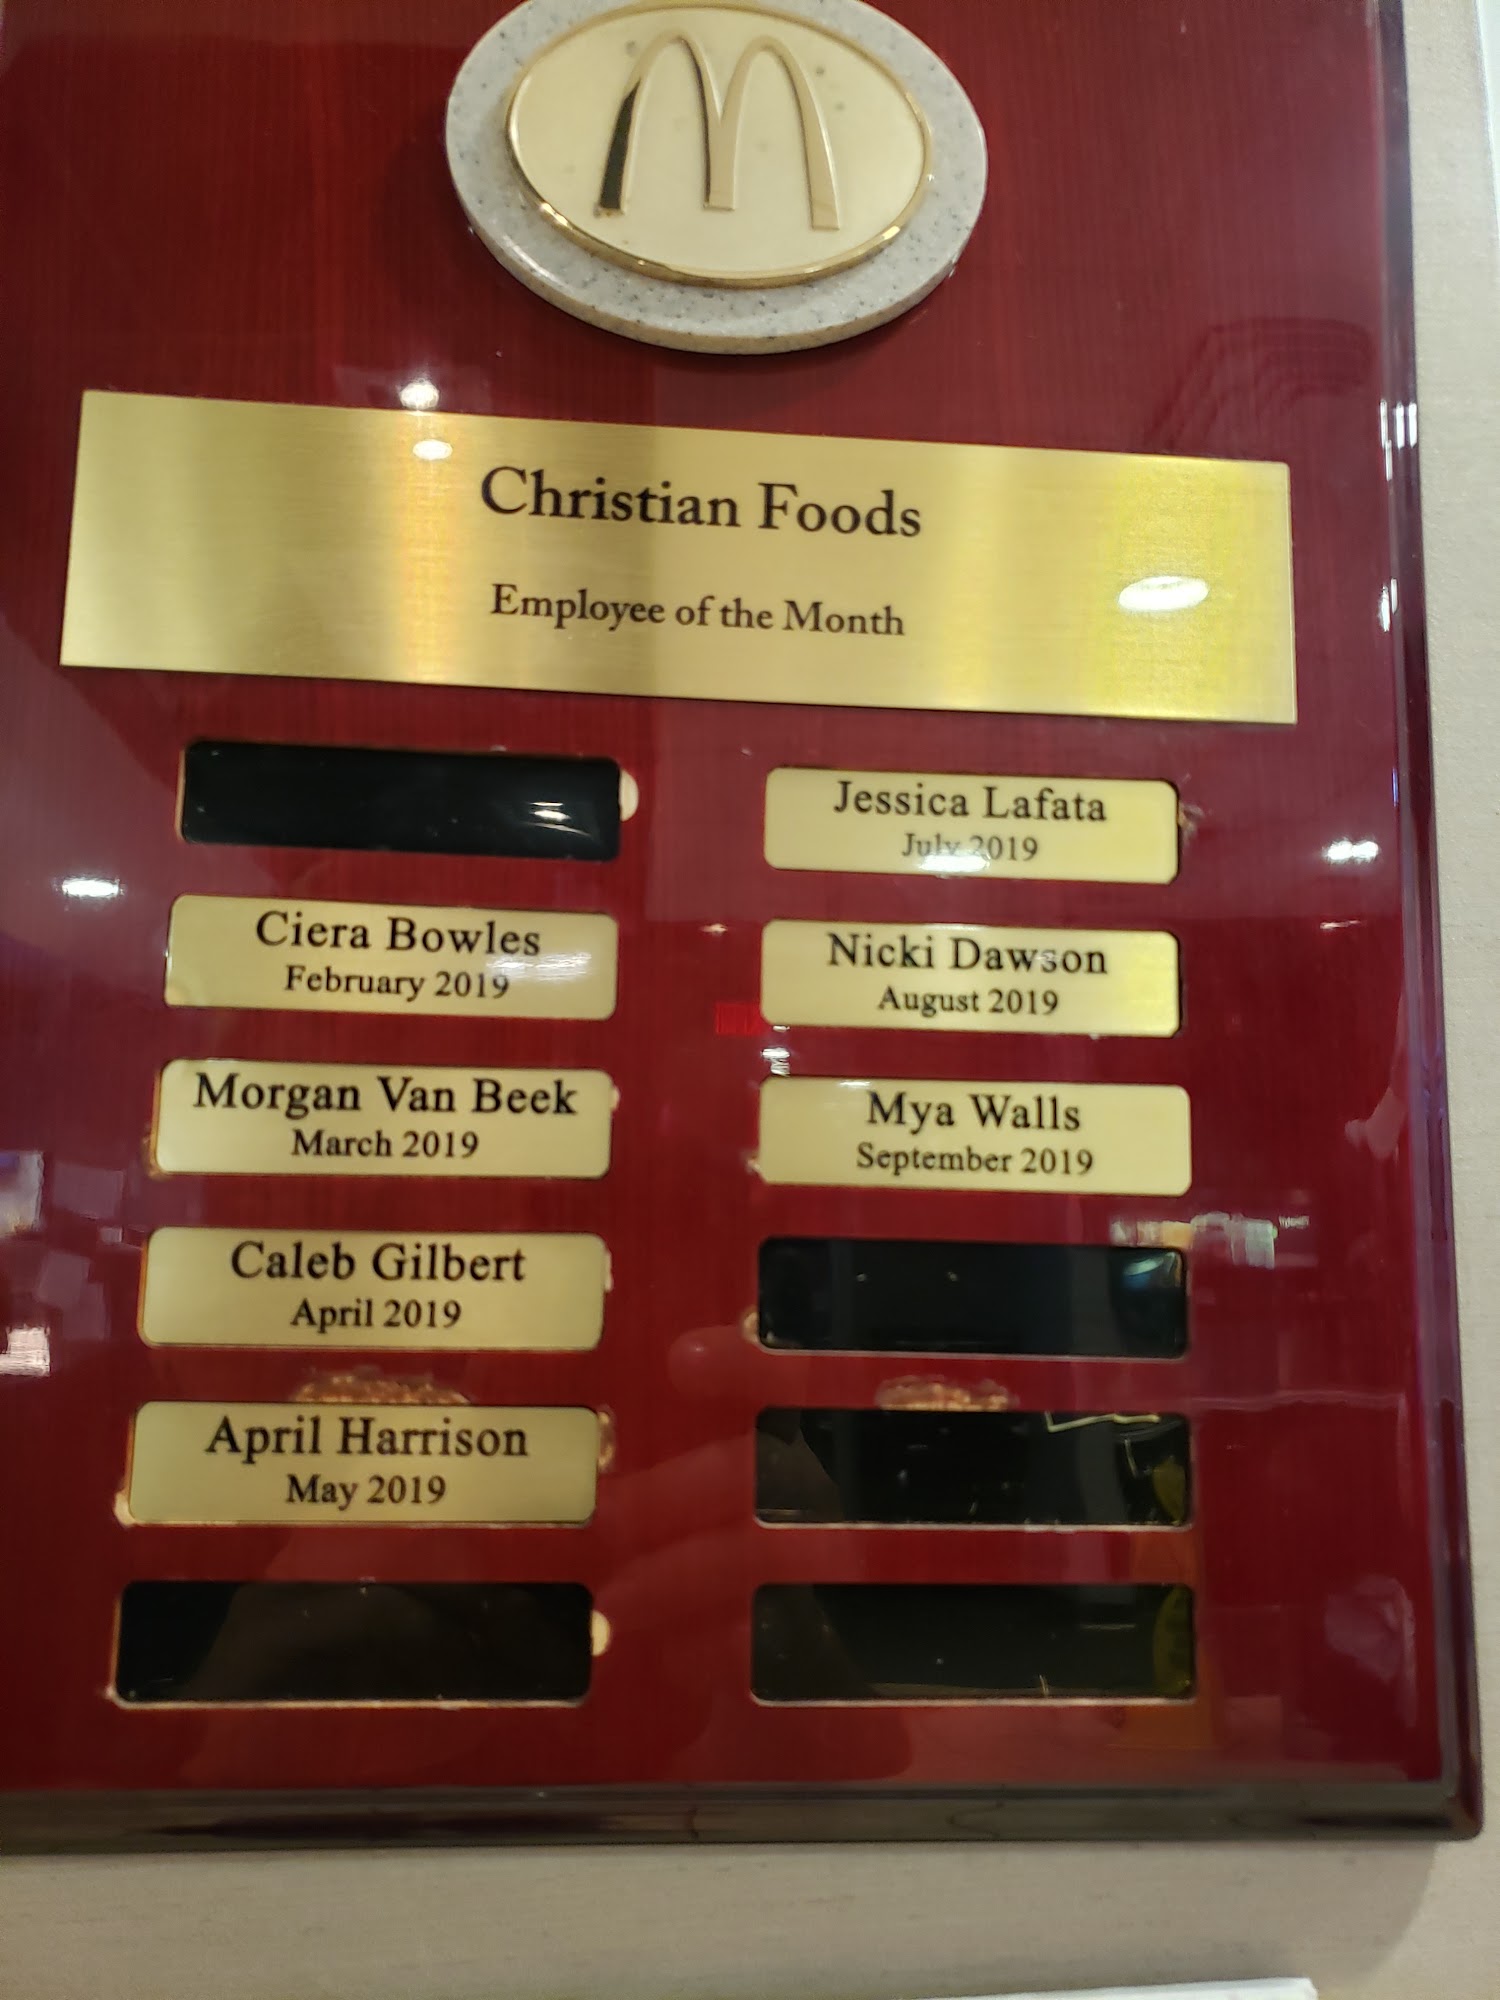 Christian Foods
Employee of the Month
Ciera Bowles
February 2019
Morgan Van Beek
March 2019
Caleb Gilbert
April 2019
April Harrison
May 2019
Jessica Lafata
July 2019
Nicki Dawson
August 2019
Mya Walls
September 2019